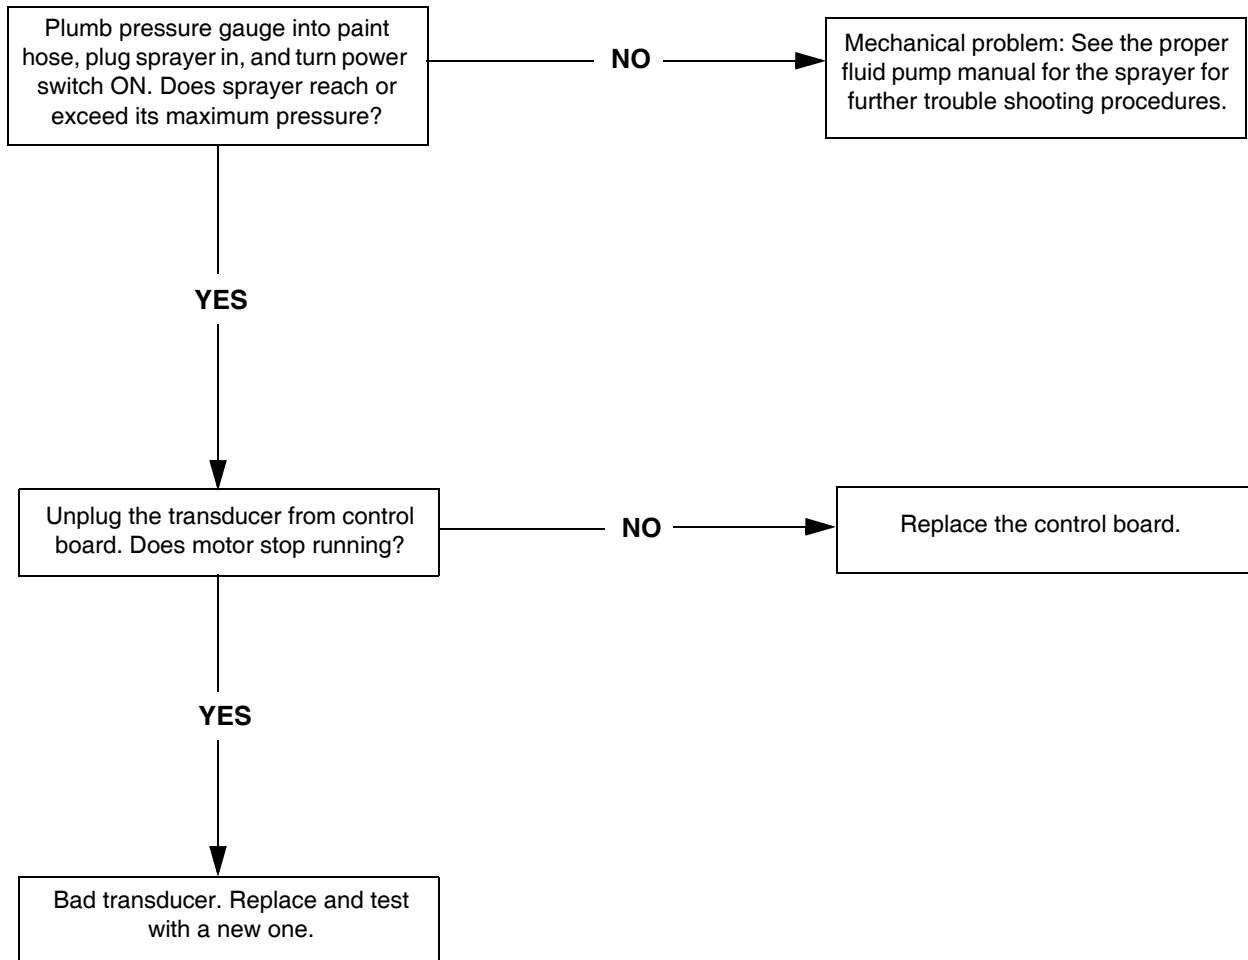 Plumb pressure gauge into paint
hose, plug sprayer in, and turn power
switch ON. Does sprayer reach or
exceed its maximum pressure?
NO
Mechanical problem: See the proper
fluid pump manual for the sprayer for
further trouble shooting procedures.
YES
Unplug the transducer from control
board. Does motor stop running?
NO
Replace the control board.
YES
Bad transducer. Replace and test
with a new one.